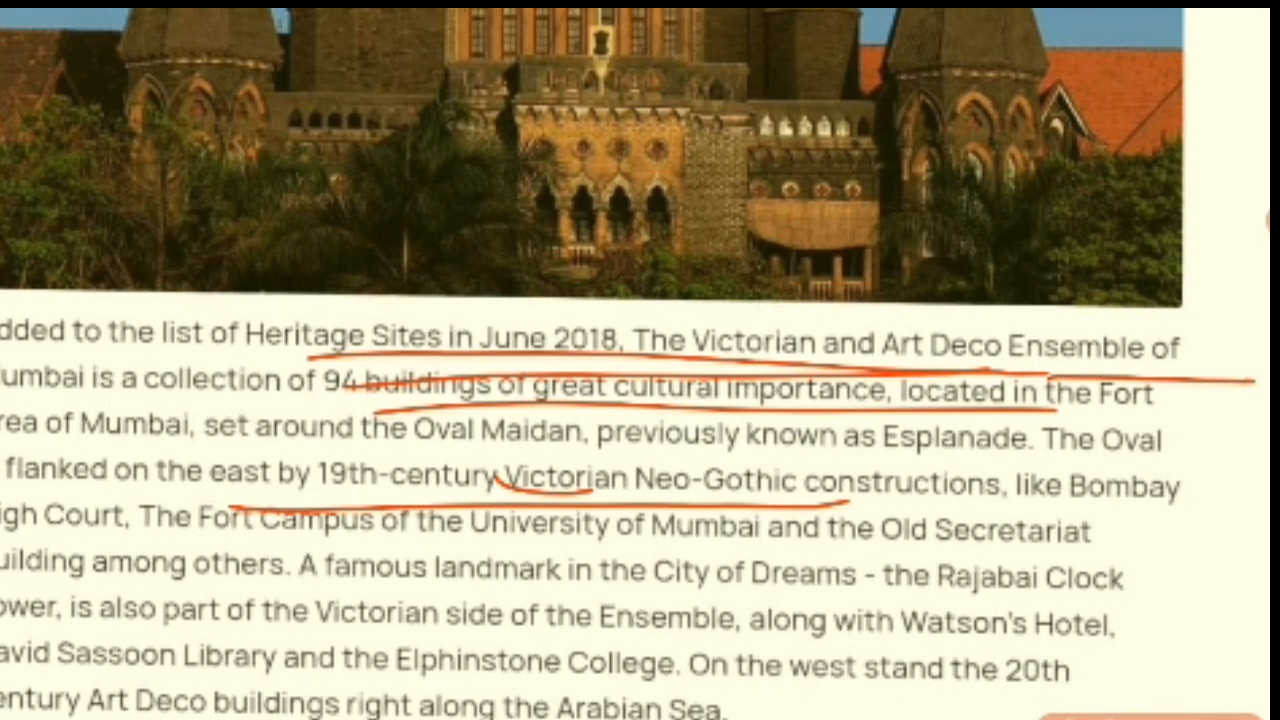 dded to the list of Heritage Sites in June 2018, The Victorian and Art Deco Ensemble of
umbai is a collection of 94 buildings of great cultural importance, located in the Fort
rea of Mumbai, set around the Oval Maidan, previously known as Esplanade. The Oval
flanked on the east by 19th-century Victorian Neo-Gothic constructions, like Bombay
igh Court, The Fort Campus of the University of Mumbai and the Old Secretariat
uilding among others. A famous landmark in the City of Dreams - the Rajabai Clock
ower, is also part of the Victorian side of the Ensemble, along with Watson's Hotel,
avid Sassoon Library and the Elphinstone College. On the west stand the 20th
entury Art Deco buildings right along the Arabian Sea.